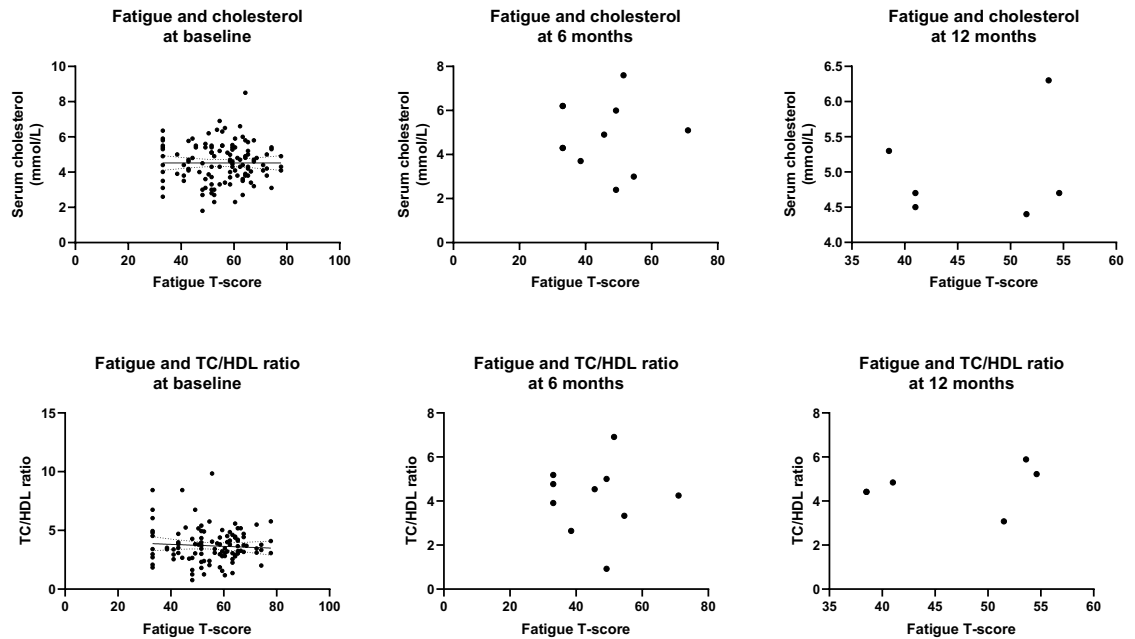 Fatigue and cholesterol
at baseline
Serum cholesterol
(mmol/L)
10
8
6
4
2
0
0 20 40 60 80 100
Fatigue T-score
Fatigue and cholesterol
at 6 months
Serum cholesterol
(mmol/L)
8
6
4
2
0
0 20 40 60 80
Fatigue T-score
Fatigue and cholesterol
at 12 months
Serum cholesterol
(mmol/L)
6.5
6.0
5.5
5.0
4.5
4.0
35 40 45 50 55 60
Fatigue T-score
Fatigue and TC/HDL ratio
at baseline
TC/HDL ratio
15
10
5
0
0 20 40 60 80 100
Fatigue T-score
Fatigue and TC/HDL ratio
at 6 months
TC/HDL ratio
8
6
4
2
0
0 20 40 60 80
Fatigue T-score
Fatigue and TC/HDL ratio
at 12 months
TC/HDL ratio
8
6
4
2
0
35 40 45 50 55 60
Fatigue T-score